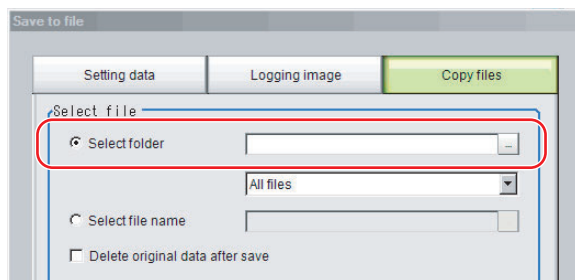 Save to file
Setting data Logging image Copy files
Select file
Select folder ...
All files
Select file name
Delete original data after save